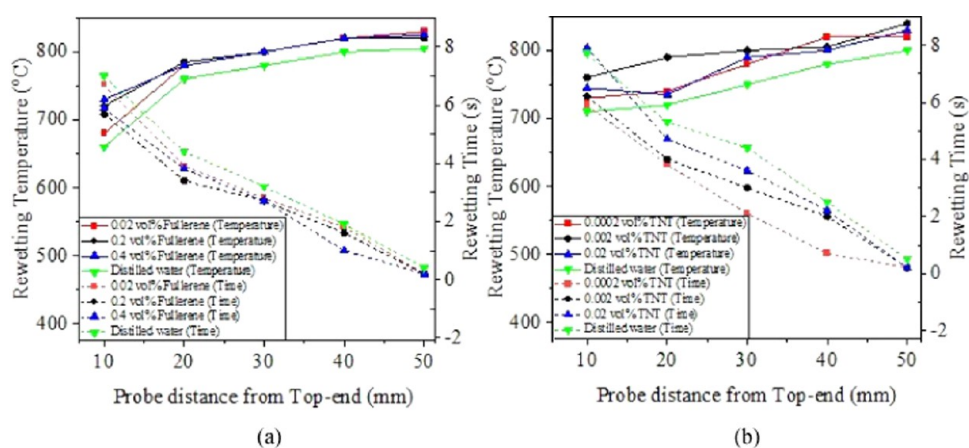 (a)
800
700
600
500
400
Rewetting Temperature (°C)
0.02 vol%Fullerene (Temperature)
0.2 vol%Fullerene (Temperature)
0.4 vol%Fullerene (Temperature)
Distilled water (Temperature)
0.02 vol%Fullerene (Time)
0.2 vol%Fullerene (Time)
0.4 vol%Fullerene (Time)
Distilled water (Time)
8
6
4
2
0
-2
Rewetting Time (s)
10 20 30 40 50
Probe distance from Top-end (mm)
(a)
(b)
800
700
600
500
400
Rewetting Temperature (°C)
0.0002 vol%TNT (Temperature)
0.002 vol%TNT (Temperature)
0.02 vol%TNT (Temperature)
Distilled water (Temperature)
0.0002 vol%TNT (Time)
0.002 vol%TNT (Time)
0.02 vol%TNT (Time)
Distilled water (Time)
8
6
4
2
0
-2
Rewetting Time (s)
10 20 30 40 50
Probe distance from Top-end (mm)
(b)